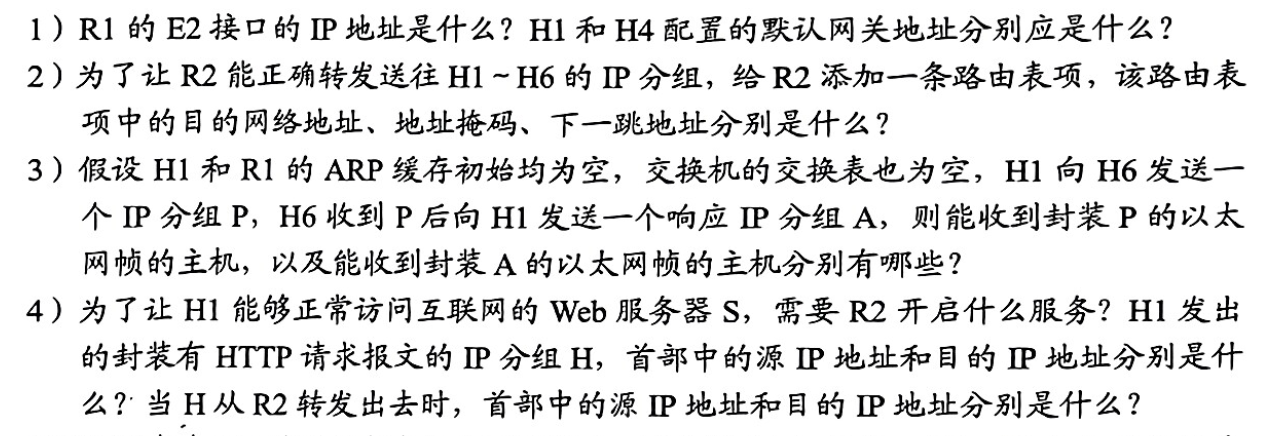 1）R1 的 E2 接口的 IP 地址是什么？H1 和 H4 配置的默认网关地址分别应是什么？
2）为了让 R2 能正确转发送往 H1 ~ H6 的 IP 分组，给 R2 添加一条路由表项，该路由表
项中的目的网络地址、地址掩码、下一跳地址分别是什么？
3）假设 H1 和 R1 的 ARP 缓存初始均为空，交换机的交换表也为空，H1 向 H6 发送一
个 IP 分组 P，H6 收到 P 后向 H1 发送一个响应 IP 分组 A，则能收到封装 P 的以太
网帧的主机，以及能收到封装 A 的以太网帧的主机分别有哪些？
4）为了让 H1 能够正常访问互联网的 Web 服务器 S，需要 R2 开启什么服务？H1 发出
的封装有 HTTP 请求报文的 IP 分组 H，首部中的源 IP 地址和目的 IP 地址分别是什
么？当 H 从 R2 转发出去时，首部中的源 IP 地址和目的 IP 地址分别是什么？